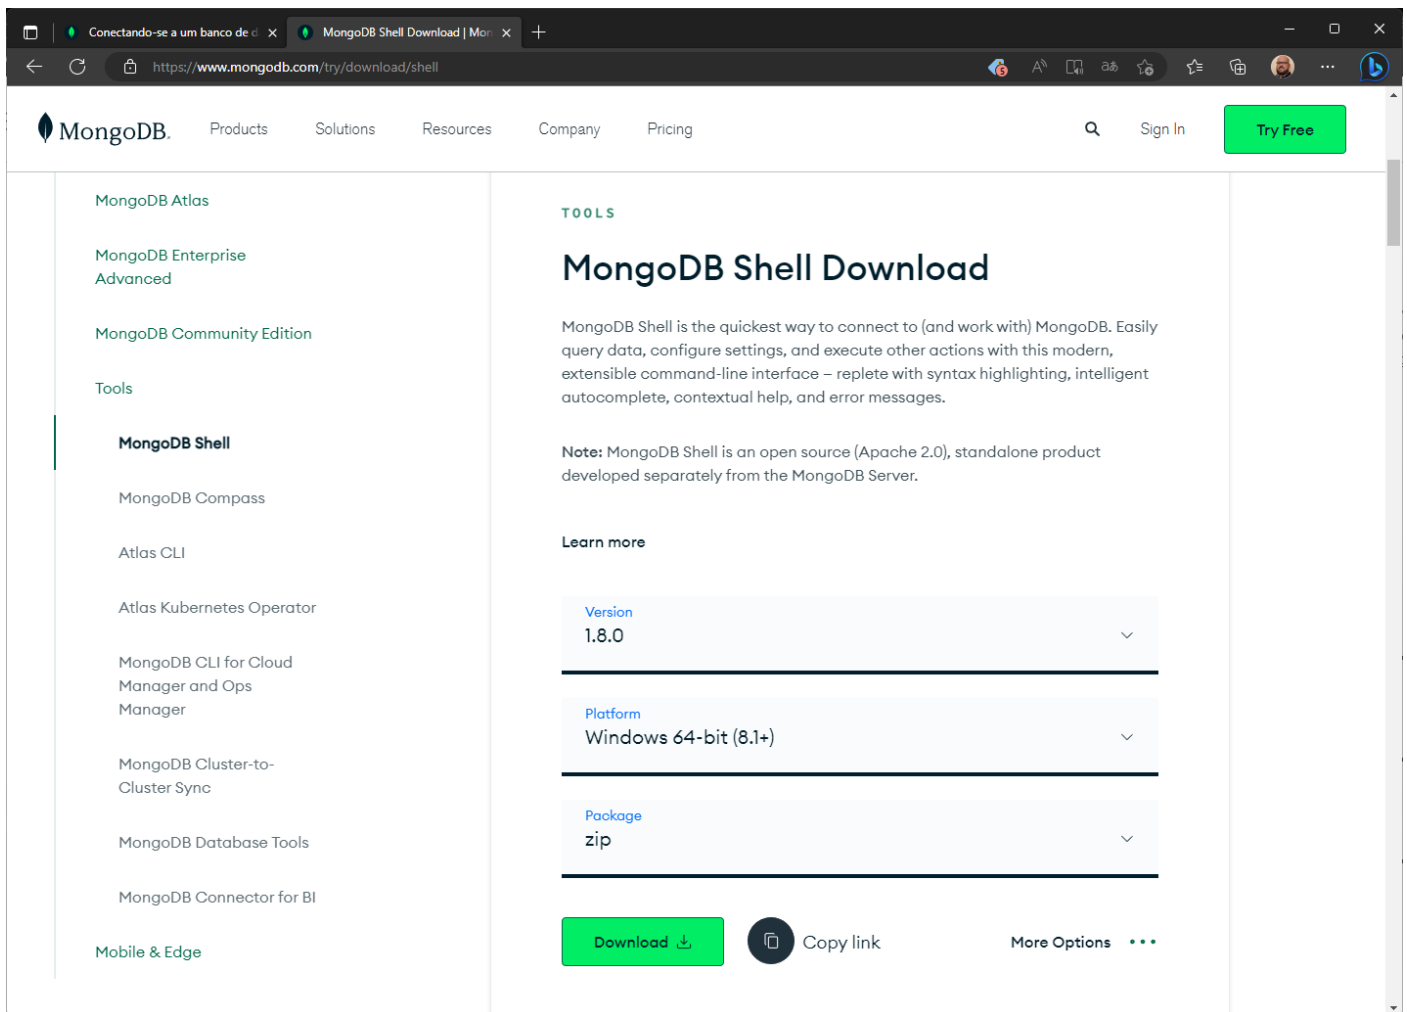 Conectando-se a um banco de d
MongoDB Shell Download | Mon
https://www.mongodb.com/try/download/shell
5
MongoDB.
Products
Solutions
Resources
Company
Pricing
Sign In
Try Free
MongoDB Atlas
MongoDB Enterprise
Advanced
MongoDB Community Edition
Tools
MongoDB Shell
MongoDB Compass
Atlas CLI
Atlas Kubernetes Operator
MongoDB CLI for Cloud
Manager and Ops
Manager
MongoDB Cluster-to-
Cluster Sync
MongoDB Database Tools
MongoDB Connector for BI
Mobile & Edge
TOOLS
MongoDB Shell Download
MongoDB Shell is the quickest way to connect to (and work with) MongoDB. Easily
query data, configure settings, and execute other actions with this modern,
extensible command-line interface — replete with syntax highlighting, intelligent
autocomplete, contextual help, and error messages.
Note: MongoDB Shell is an open source (Apache 2.0), standalone product
developed separately from the MongoDB Server.
Learn more
Version
1.8.0
Platform
Windows 64-bit (8.1+)
Package
zip
Download
Copy link
More Options